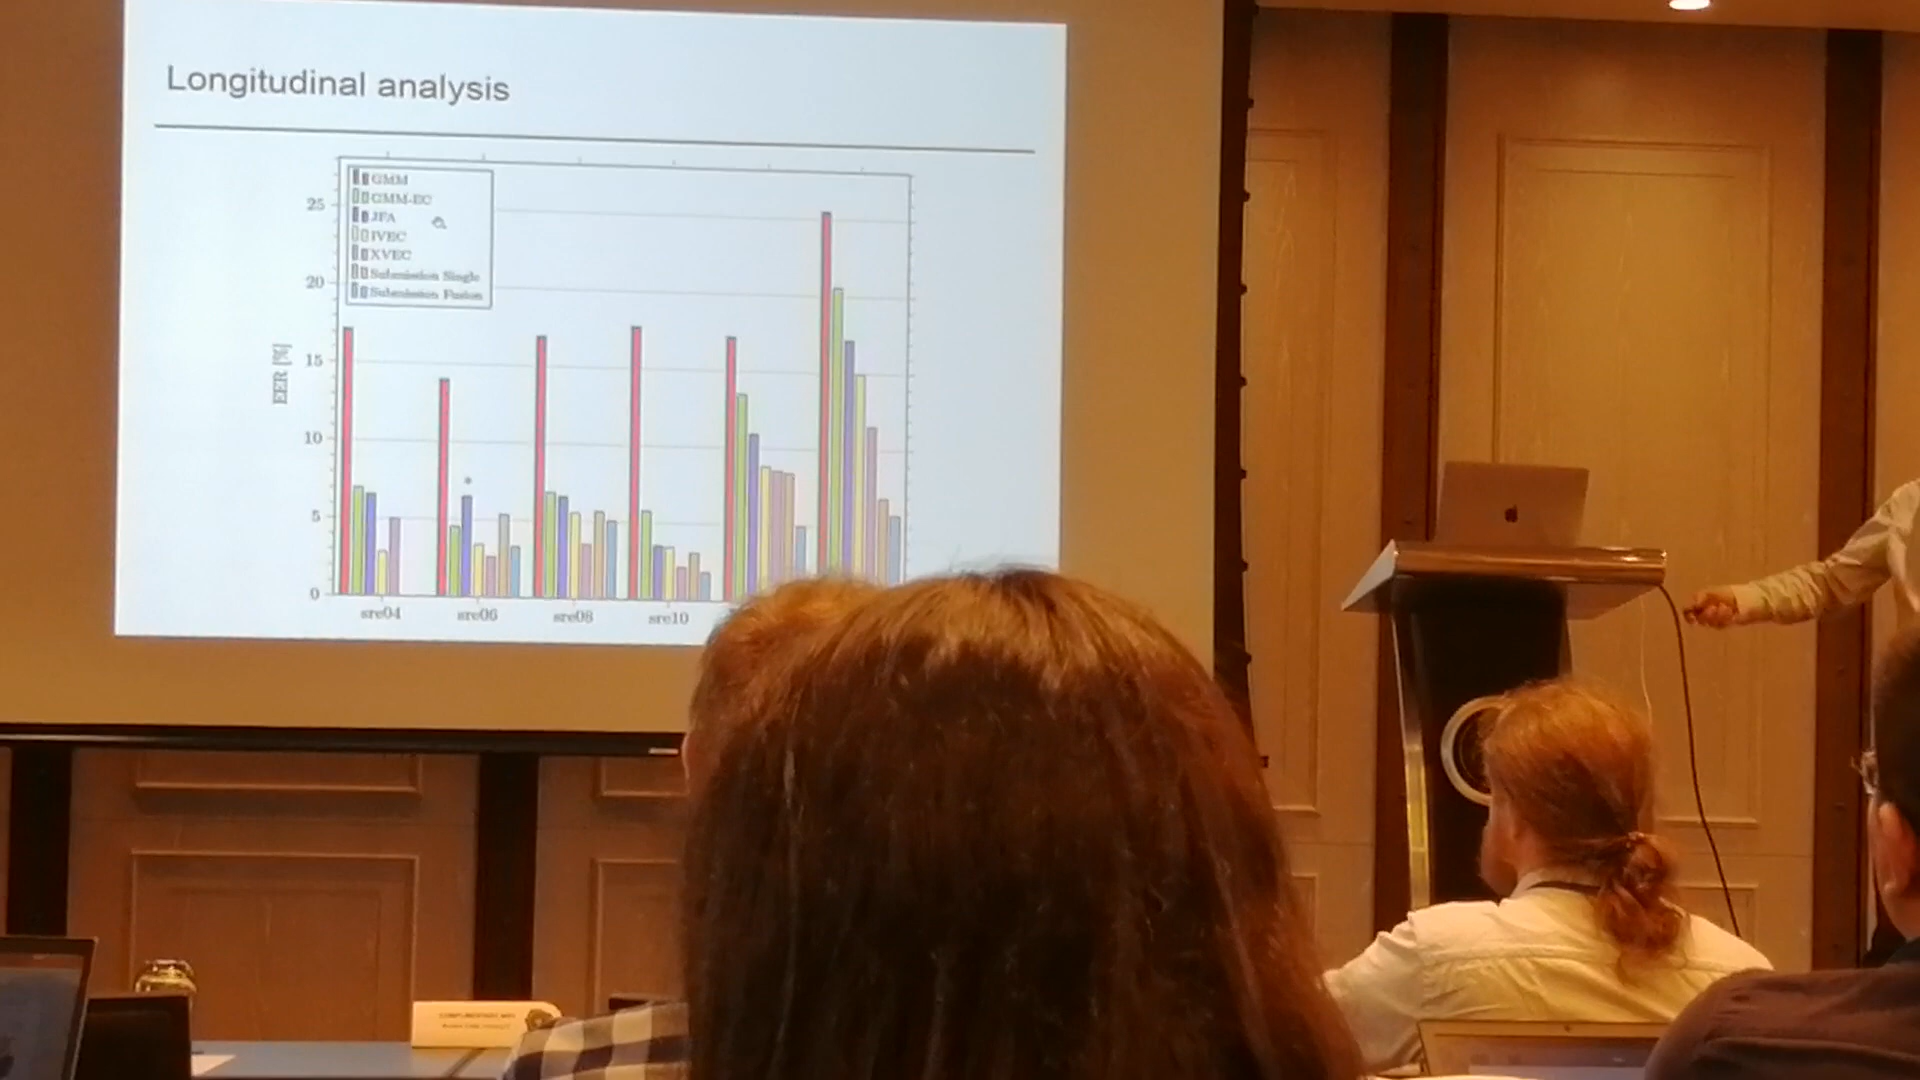 Longitudinal analysis
GMM
GMM-EC
JFA
IVEC
XVEC
Submission Single
Submission Fusion
25
20
15
10
5
0
EER [%]
sre04 sre06 sre08 sre10